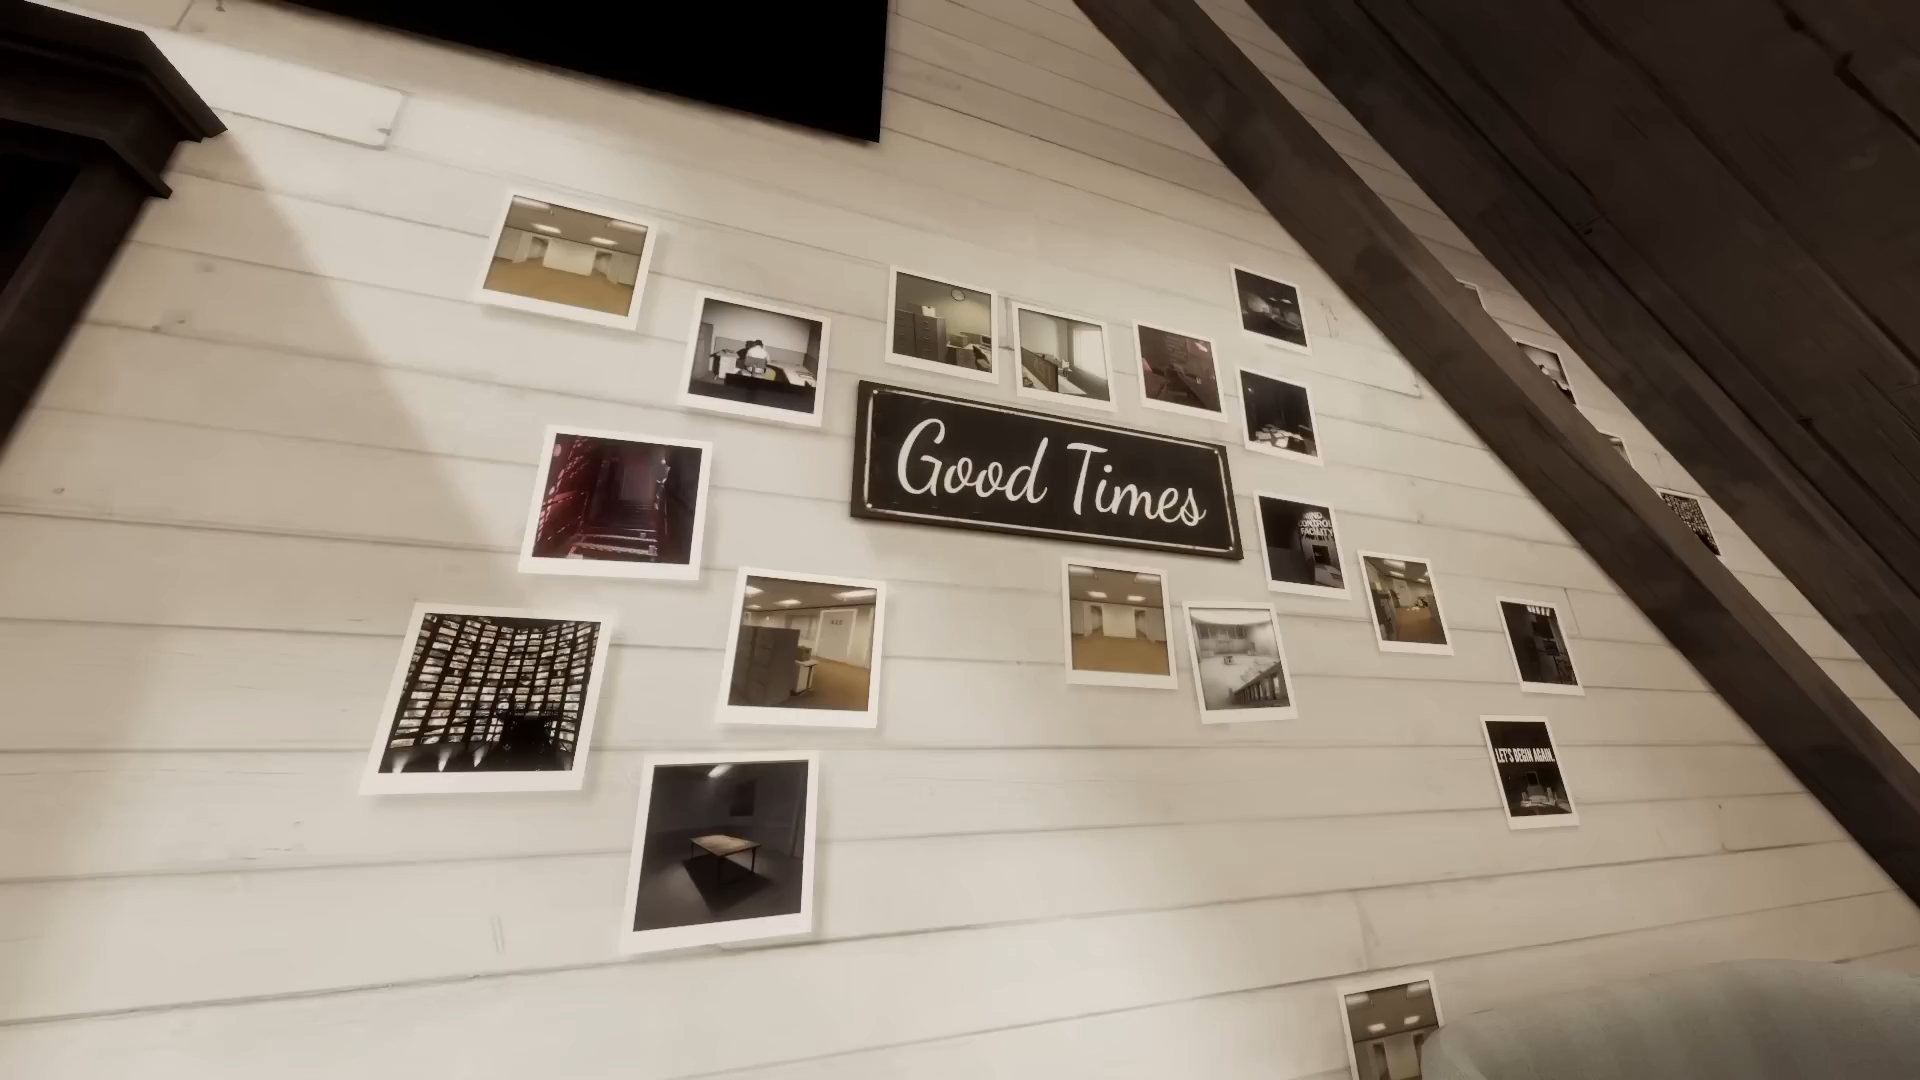 Good Times
MIND
CONTROL
FACILITY
LET'S BEGIN AGAIN.